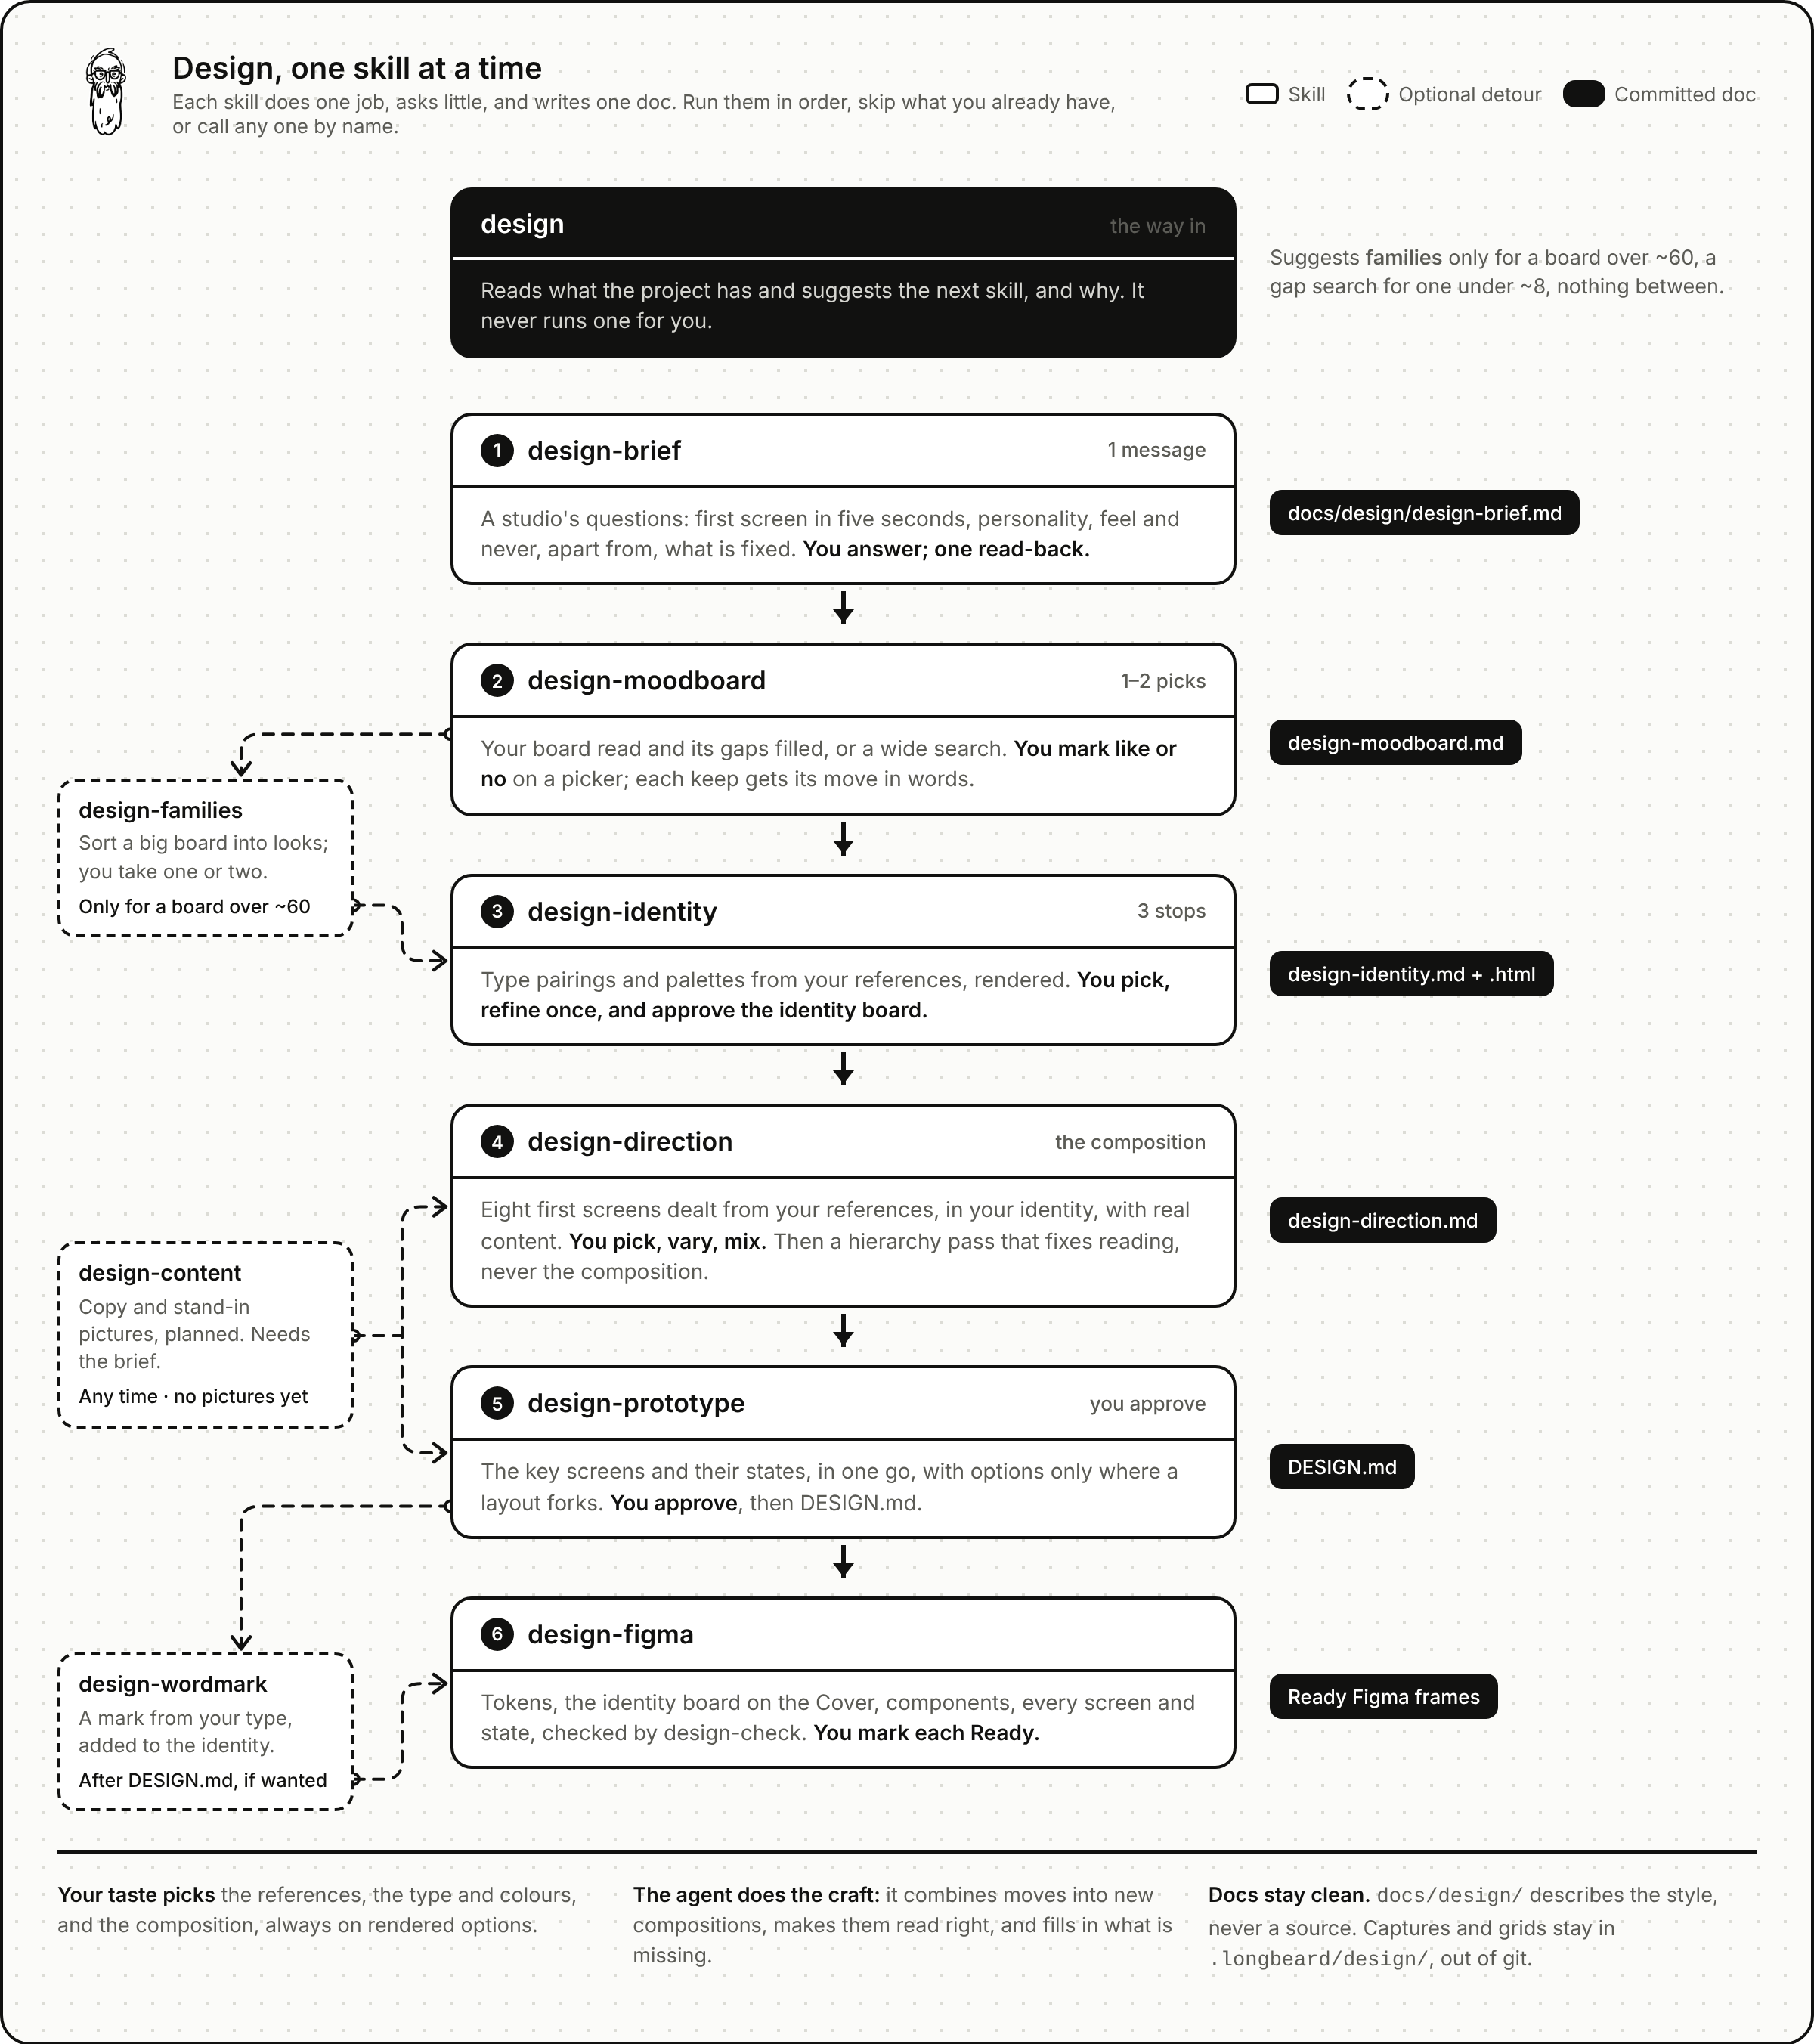 Design, one skill at a time
Each skill does one job, asks little, and writes one doc. Run them in order, skip what you already have,
or call any one by name.
Skill
Optional detour
Committed doc
design
the way in
Reads what the project has and suggests the next skill, and why. It
never runs one for you.
Suggests families only for a board over ~60, a
gap search for one under ~8, nothing between.
1 design-brief
1 message
A studio's questions: first screen in five seconds, personality, feel and
never, apart from, what is fixed. You answer; one read-back.
docs/design/design-brief.md
2 design-moodboard
1–2 picks
Your board read and its gaps filled, or a wide search. You mark like or
no on a picker; each keep gets its move in words.
design-moodboard.md
design-families
Sort a big board into looks;
you take one or two.
Only for a board over ~60
3 design-identity
3 stops
Type pairings and palettes from your references, rendered. You pick,
refine once, and approve the identity board.
design-identity.md + .html
4 design-direction
the composition
Eight first screens dealt from your references, in your identity, with real
content. You pick, vary, mix. Then a hierarchy pass that fixes reading,
never the composition.
design-direction.md
design-content
Copy and stand-in
pictures, planned. Needs
the brief.
Any time · no pictures yet
5 design-prototype
you approve
The key screens and their states, in one go, with options only where a
layout forks. You approve, then DESIGN.md.
DESIGN.md
6 design-figma
Tokens, the identity board on the Cover, components, every screen and
state, checked by design-check. You mark each Ready.
Ready Figma frames
design-wordmark
A mark from your type,
added to the identity.
After DESIGN.md, if wanted
Your taste picks the references, the type and colours,
and the composition, always on rendered options.
The agent does the craft: it combines moves into new
compositions, makes them read right, and fills in what is
missing.
Docs stay clean. docs/design/ describes the style,
never a source. Captures and grids stay in
.longbeard/design/, out of git.